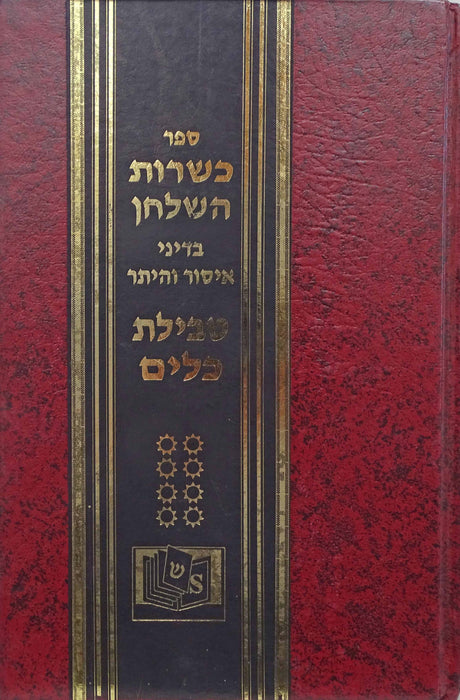 ספר
כשרות
השלחן
בדיני
איסור והיתר
טבילת
כלים
ש S